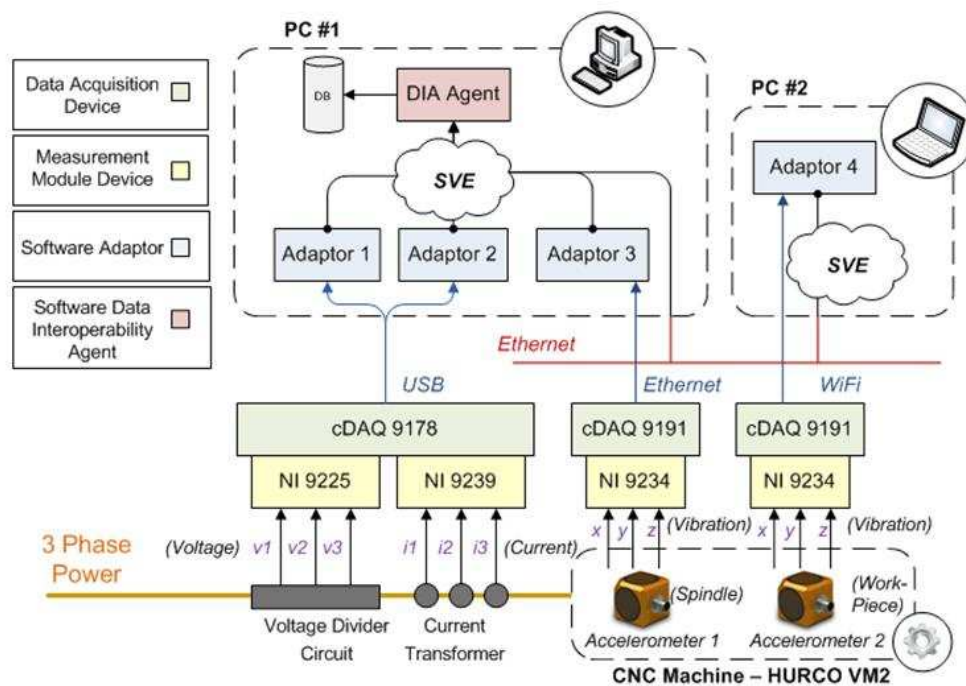 PC #1
Data Acquisition
Device
Measurement
Module Device
Software Adaptor
Software Data
Interoperability
Agent
DB
DIA Agent
SVE
Adaptor 1
Adaptor 2
Adaptor 3
PC #2
Adaptor 4
SVE
Ethernet
USB
Ethernet
WiFi
cDAQ 9178
cDAQ 9191
cDAQ 9191
NI 9225
NI 9239
NI 9234
NI 9234
3 Phase
Power
(Voltage)
v1
v2
v3
i1
i2
i3
(Current)
x
y
z
(Vibration)
x
y
z
(Vibration)
Voltage Divider
Circuit
Current
Transformer
(Spindle)
Accelerometer 1
(Work-
Piece)
Accelerometer 2
CNC Machine – HURCO VM2